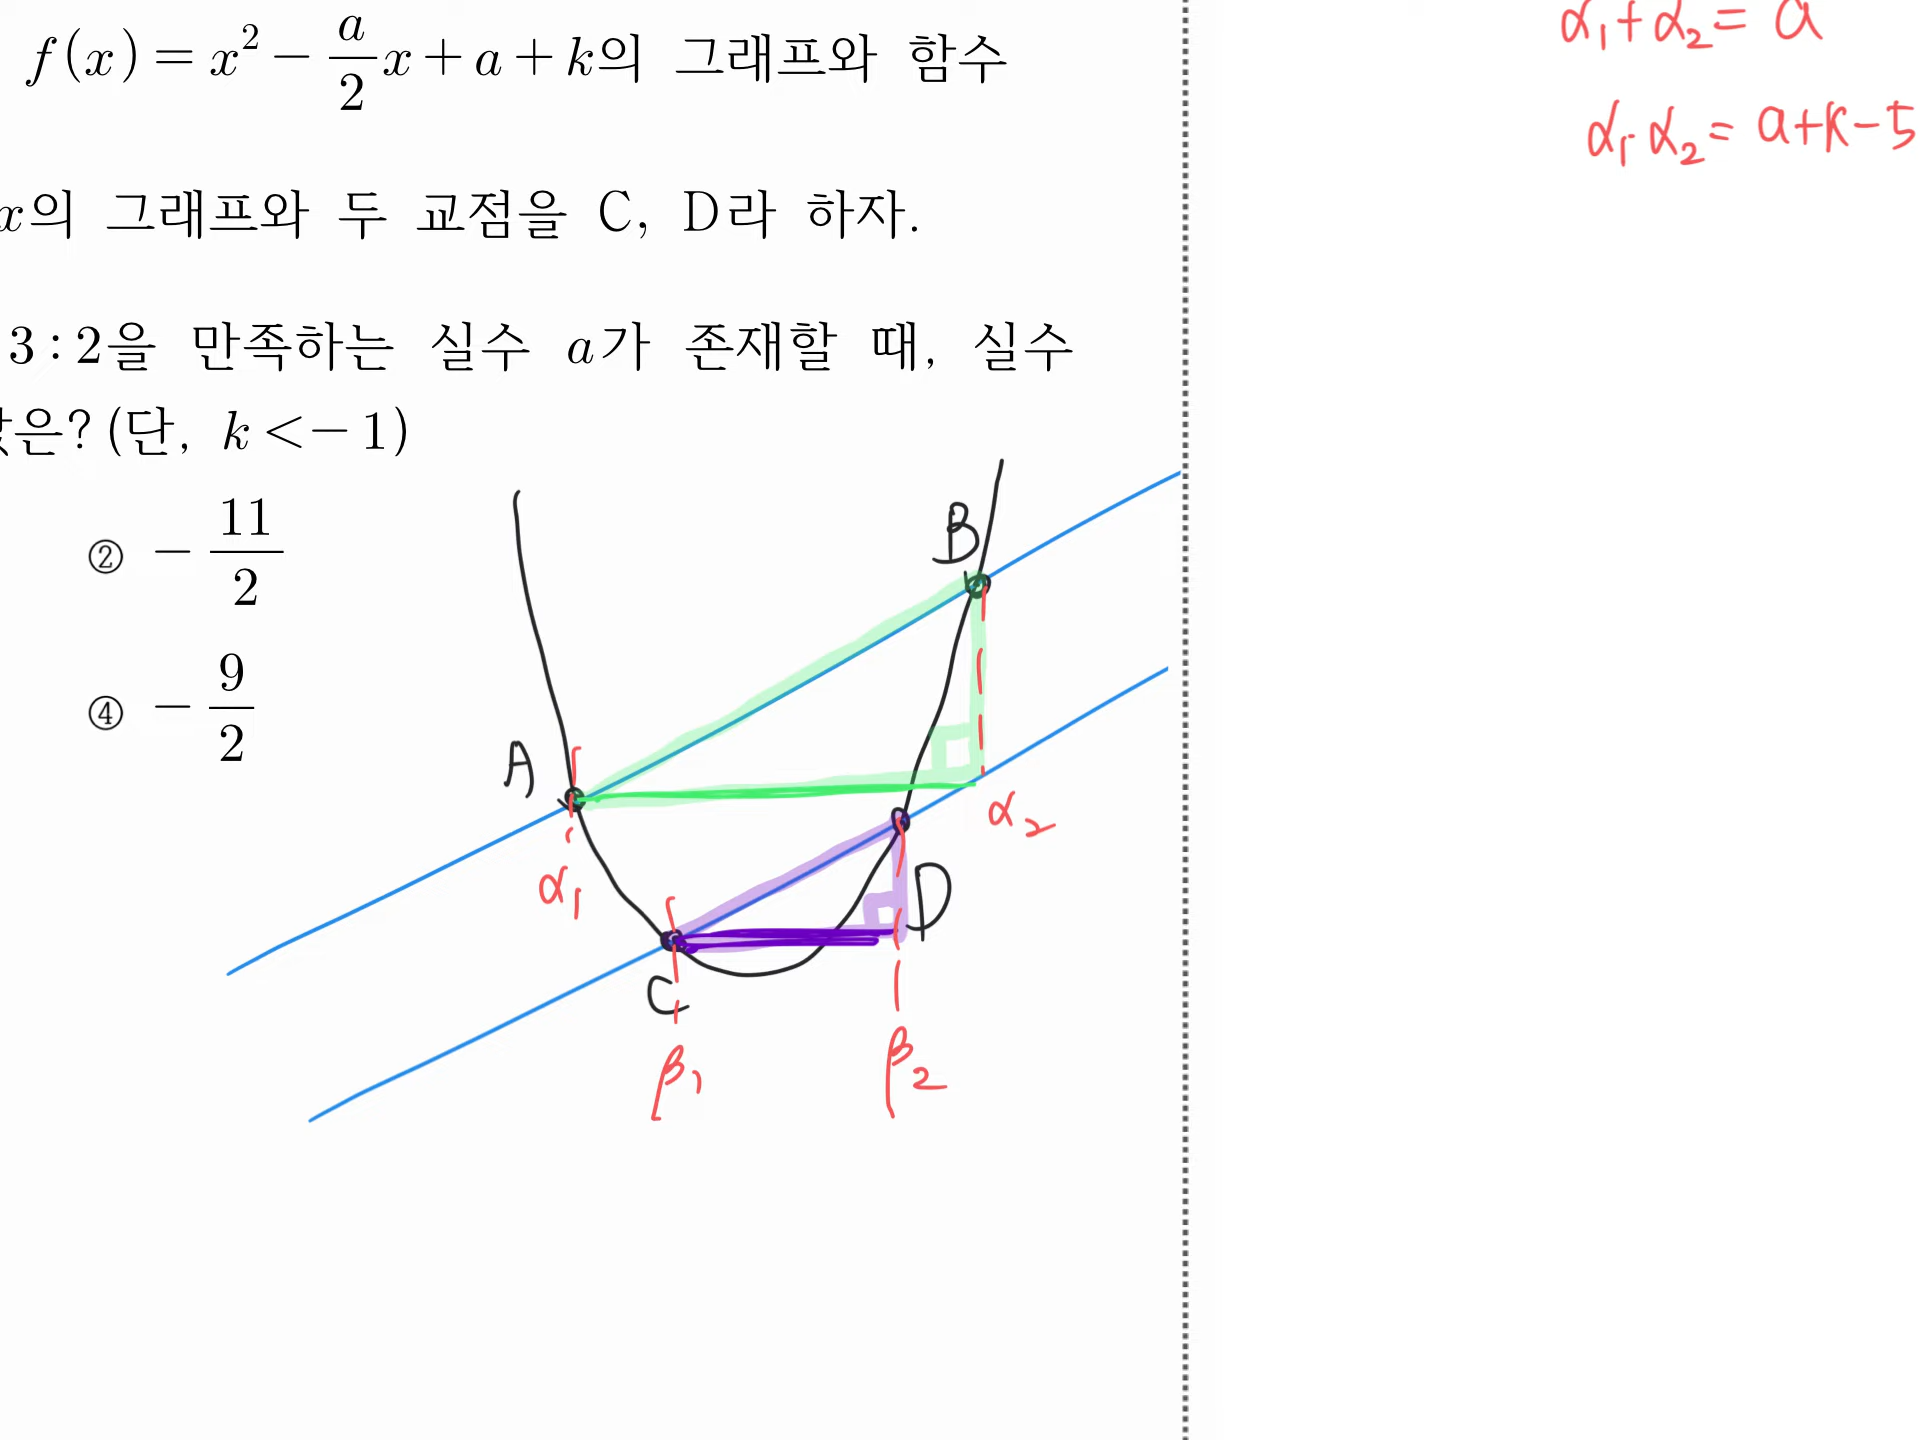 f(x) = x² − a/2 x + a + k의 그래프와 함수
x의 그래프와 두 교점을 C, D라 하자.
3 : 2을 만족하는 실수 a가 존재할 때, 실수
은? (단, k < −1)
② − 11/2
④ − 9/2
α₁ + α₂ = a
α₁ · α₂ = a + k − 5
B
A
α₂
α₁
D
C
β₁
β₂